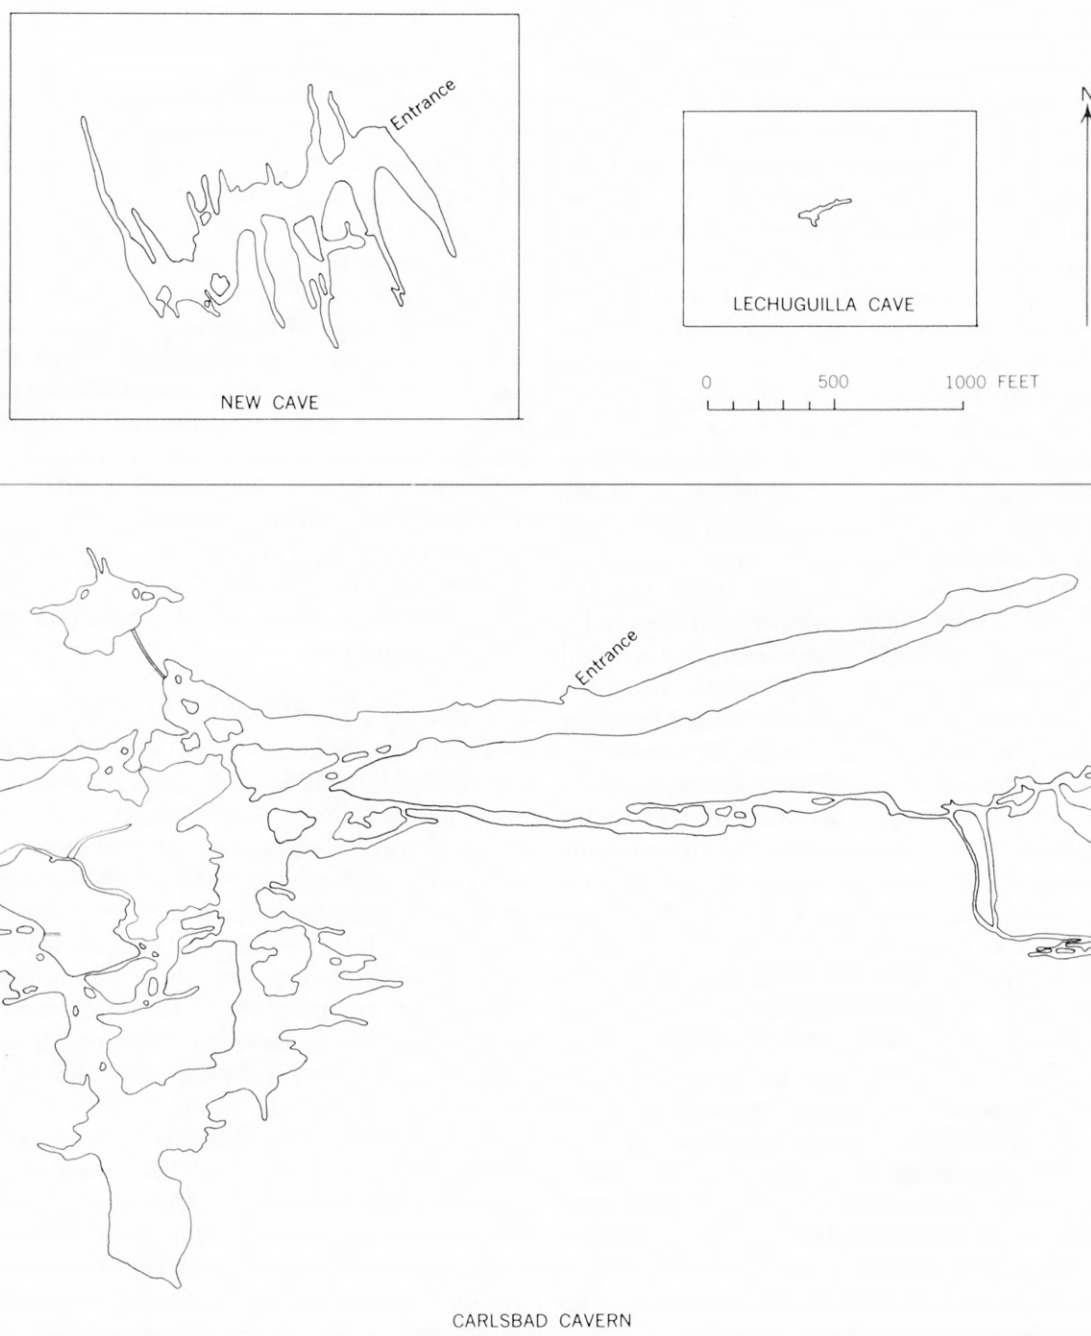 Entrance
NEW CAVE
N
LECHUGUILLA CAVE
0 500 1000 FEET
Entrance
CARLSBAD CAVERN